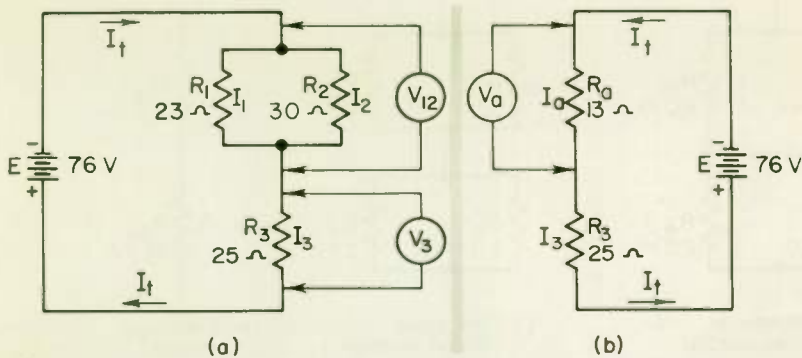 I_t
R_1 I_1
23 Ω
R_2 I_2
30 Ω
V_12
E - + 76 V
R_3 I_3
25 Ω
V_3
I_t
(a)
I_t
V_a
I_a R_a
13 Ω
E - + 76 V
I_3 R_3
25 Ω
I_t
(b)